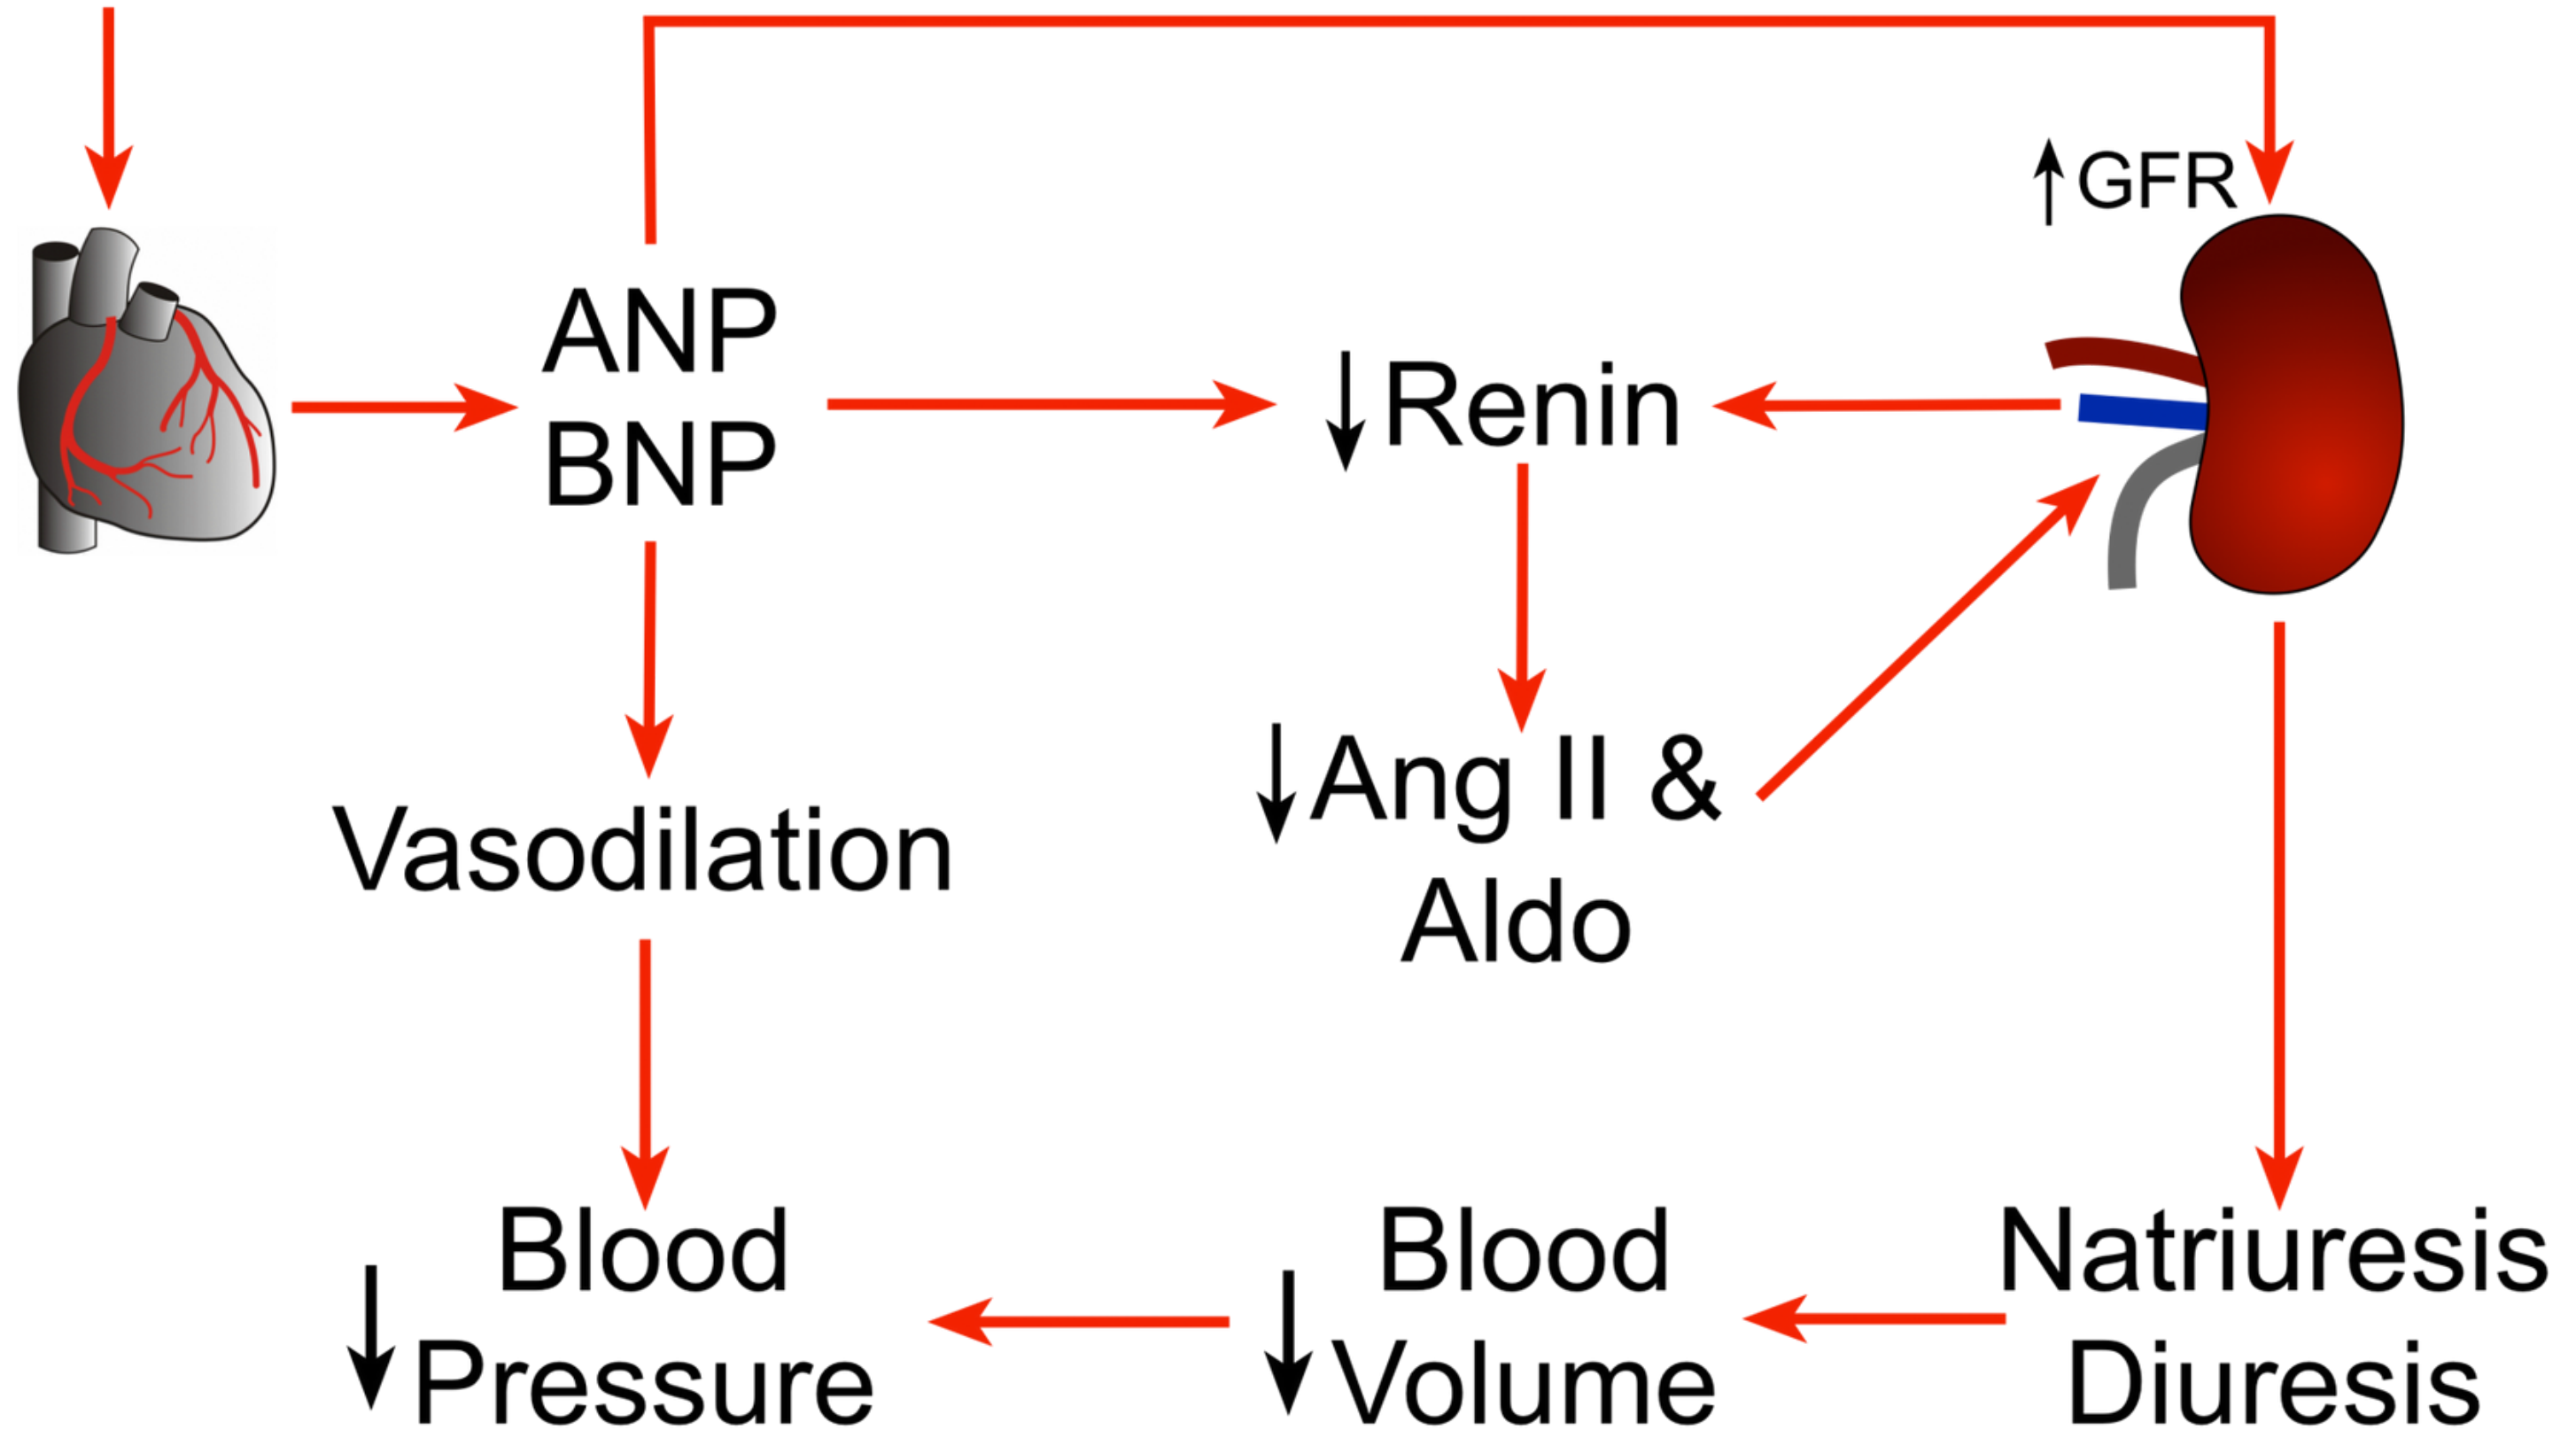 GFR
ANP
BNP
Renin
Ang II &
Aldo
Vasodilation
Blood
Pressure
Blood
Volume
Natriuresis
Diuresis